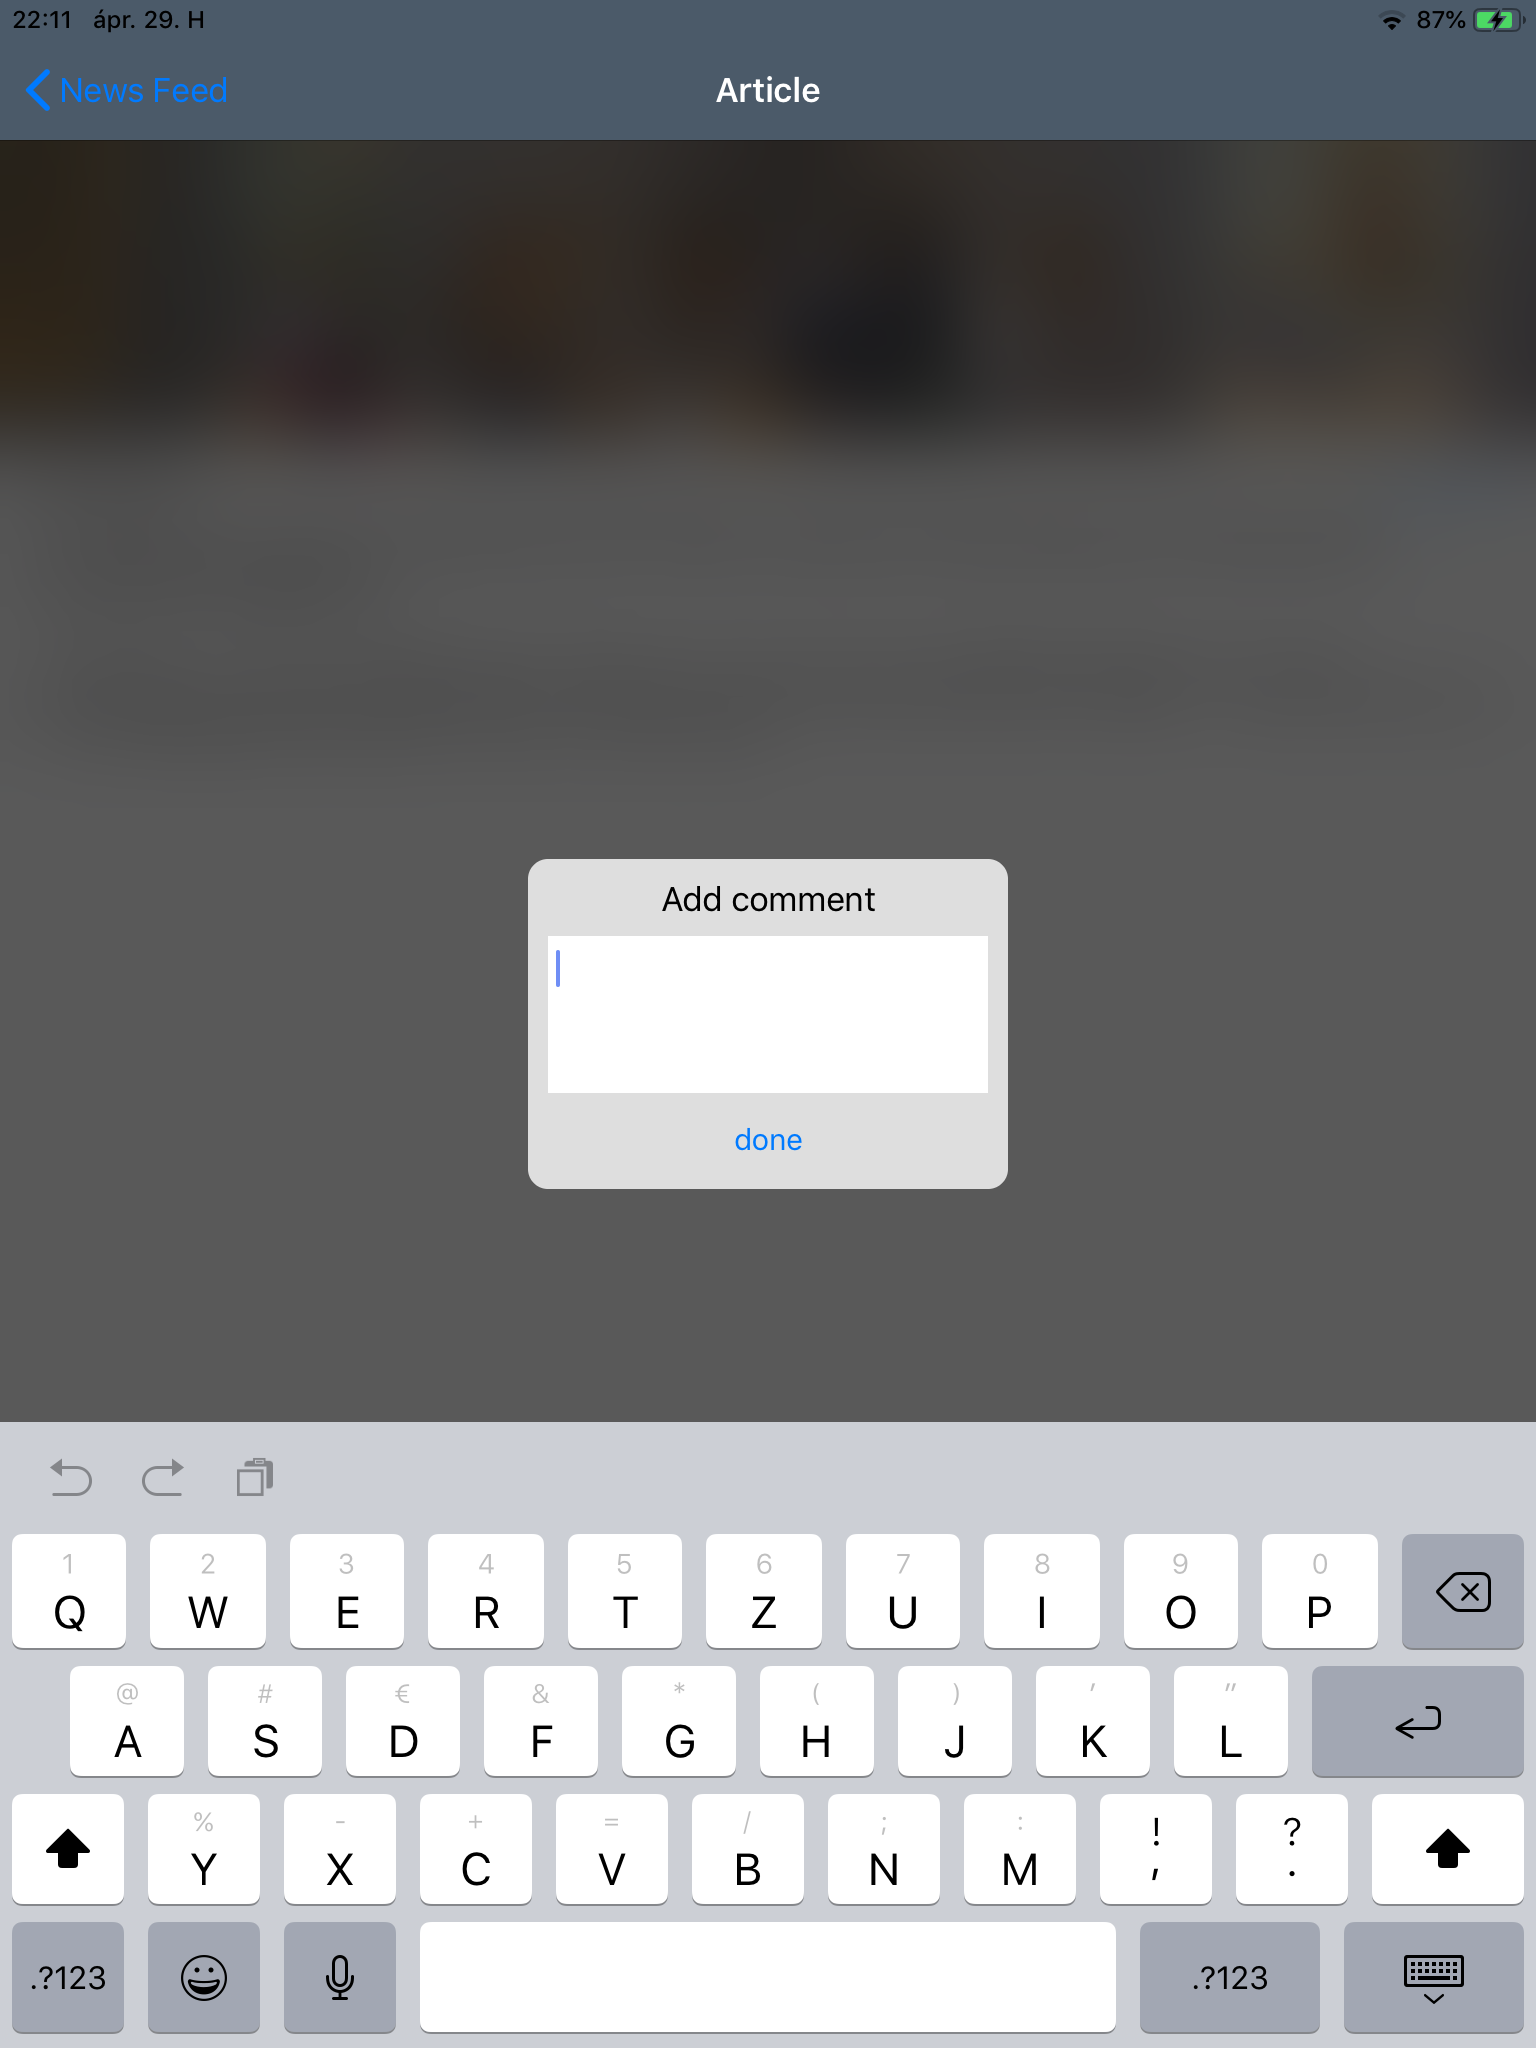 22:11 ápr. 29. H 87%
News Feed Article
Add comment
done
1 2 3 4 5 6 7 8 9 0
Q W E R T Z U I O P
@ # € & * ( ) ' "
A S D F G H J K L
% - + = / ; : ! ?
Y X C V B N M , .
.?123 .?123